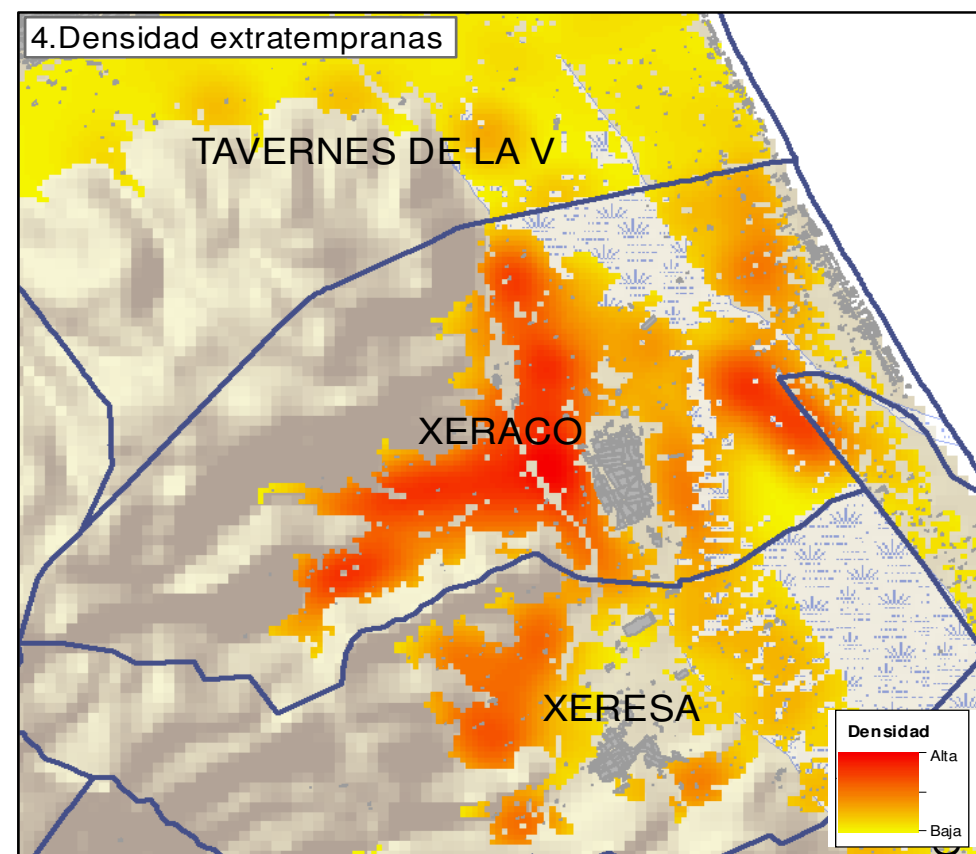 4.Densidad extratempranas
TAVERNES DE LA V
XERACO
XERESA
Densidad
Alta
Baja